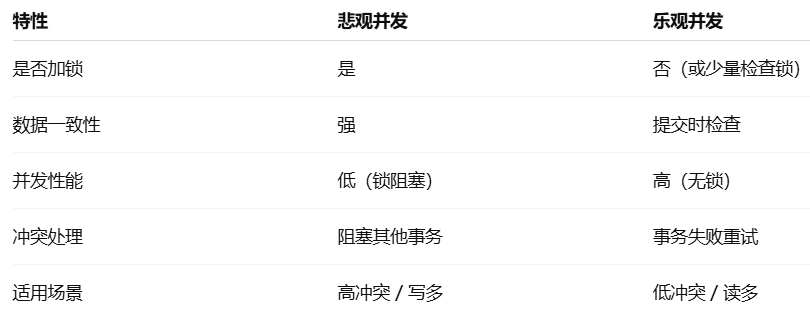 特性 悲观并发 乐观并发
是否加锁 是 否（或少量检查锁）
数据一致性 强 提交时检查
并发性能 低（锁阻塞） 高（无锁）
冲突处理 阻塞其他事务 事务失败重试
适用场景 高冲突 / 写多 低冲突 / 读多